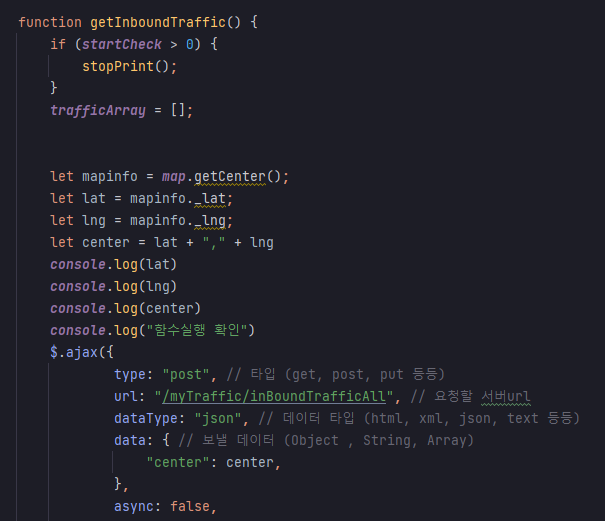 function getInboundTraffic() {
if (startCheck > 0) {
stopPrint();
}
trafficArray = [];
let mapinfo = map.getCenter();
let lat = mapinfo._lat;
let lng = mapinfo._lng;
let center = lat + "," + lng
console.log(lat)
console.log(lng)
console.log(center)
console.log("함수실행 확인")
$.ajax({
type: "post", // 타입 (get, post, put 등등)
url: "/myTraffic/inBoundTrafficAll", // 요청할 서버url
dataType: "json", // 데이터 타입 (html, xml, json, text 등등)
data: { // 보낼 데이터 (Object , String, Array)
"center": center,
},
async: false,